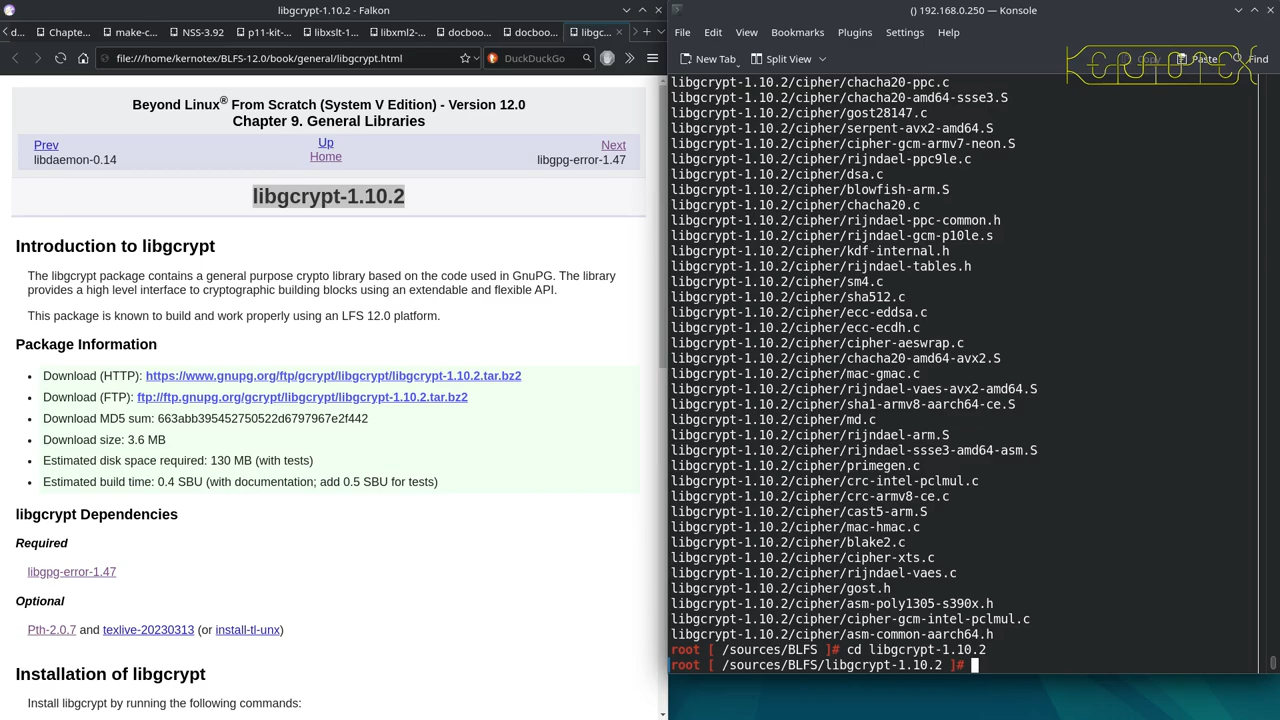 libgcrypt-1.10.2 - Falkon
d...
Chapte...
make-c...
NSS-3.92
p11-kit-...
libxslt-1...
libxml2-...
docboo...
docboo...
libgc...
file:///home/kernotex/BLFS-12.0/book/general/libgcrypt.html
DuckDuckGo
Beyond Linux® From Scratch (System V Edition) - Version 12.0
Chapter 9. General Libraries
Prev
libdaemon-0.14
Up
Home
Next
libgpg-error-1.47
libgcrypt-1.10.2
Introduction to libgcrypt
The libgcrypt package contains a general purpose crypto library based on the code used in GnuPG. The library
provides a high level interface to cryptographic building blocks using an extendable and flexible API.
This package is known to build and work properly using an LFS 12.0 platform.
Package Information
Download (HTTP): https://www.gnupg.org/ftp/gcrypt/libgcrypt/libgcrypt-1.10.2.tar.bz2
Download (FTP): ftp://ftp.gnupg.org/gcrypt/libgcrypt/libgcrypt-1.10.2.tar.bz2
Download MD5 sum: 663abb395452750522d6797967e2f442
Download size: 3.6 MB
Estimated disk space required: 130 MB (with tests)
Estimated build time: 0.4 SBU (with documentation; add 0.5 SBU for tests)
libgcrypt Dependencies
Required
libgpg-error-1.47
Optional
Pth-2.0.7 and texlive-20230313 (or install-tl-unx)
Installation of libgcrypt
Install libgcrypt by running the following commands:
() 192.168.0.250 — Konsole
File Edit View Bookmarks Plugins Settings Help
New Tab Split View Copy Paste Find
KERNOTEX
libgcrypt-1.10.2/cipher/chacha20-ppc.c
libgcrypt-1.10.2/cipher/chacha20-amd64-ssse3.S
libgcrypt-1.10.2/cipher/gost28147.c
libgcrypt-1.10.2/cipher/serpent-avx2-amd64.S
libgcrypt-1.10.2/cipher/cipher-gcm-armv7-neon.S
libgcrypt-1.10.2/cipher/rijndael-ppc9le.c
libgcrypt-1.10.2/cipher/dsa.c
libgcrypt-1.10.2/cipher/blowfish-arm.S
libgcrypt-1.10.2/cipher/chacha20.c
libgcrypt-1.10.2/cipher/rijndael-ppc-common.h
libgcrypt-1.10.2/cipher/rijndael-gcm-p10le.s
libgcrypt-1.10.2/cipher/kdf-internal.h
libgcrypt-1.10.2/cipher/rijndael-tables.h
libgcrypt-1.10.2/cipher/sm4.c
libgcrypt-1.10.2/cipher/sha512.c
libgcrypt-1.10.2/cipher/ecc-eddsa.c
libgcrypt-1.10.2/cipher/ecc-ecdh.c
libgcrypt-1.10.2/cipher/cipher-aeswrap.c
libgcrypt-1.10.2/cipher/chacha20-amd64-avx2.S
libgcrypt-1.10.2/cipher/mac-gmac.c
libgcrypt-1.10.2/cipher/rijndael-vaes-avx2-amd64.S
libgcrypt-1.10.2/cipher/sha1-armv8-aarch64-ce.S
libgcrypt-1.10.2/cipher/md.c
libgcrypt-1.10.2/cipher/rijndael-arm.S
libgcrypt-1.10.2/cipher/rijndael-ssse3-amd64-asm.S
libgcrypt-1.10.2/cipher/primegen.c
libgcrypt-1.10.2/cipher/crc-intel-pclmul.c
libgcrypt-1.10.2/cipher/crc-armv8-ce.c
libgcrypt-1.10.2/cipher/cast5-arm.S
libgcrypt-1.10.2/cipher/mac-hmac.c
libgcrypt-1.10.2/cipher/blake2.c
libgcrypt-1.10.2/cipher/cipher-xts.c
libgcrypt-1.10.2/cipher/rijndael-vaes.c
libgcrypt-1.10.2/cipher/gost.h
libgcrypt-1.10.2/cipher/asm-poly1305-s390x.h
libgcrypt-1.10.2/cipher/cipher-gcm-intel-pclmul.c
libgcrypt-1.10.2/cipher/asm-common-aarch64.h
root [ /sources/BLFS ]# cd libgcrypt-1.10.2
root [ /sources/BLFS/libgcrypt-1.10.2 ]#